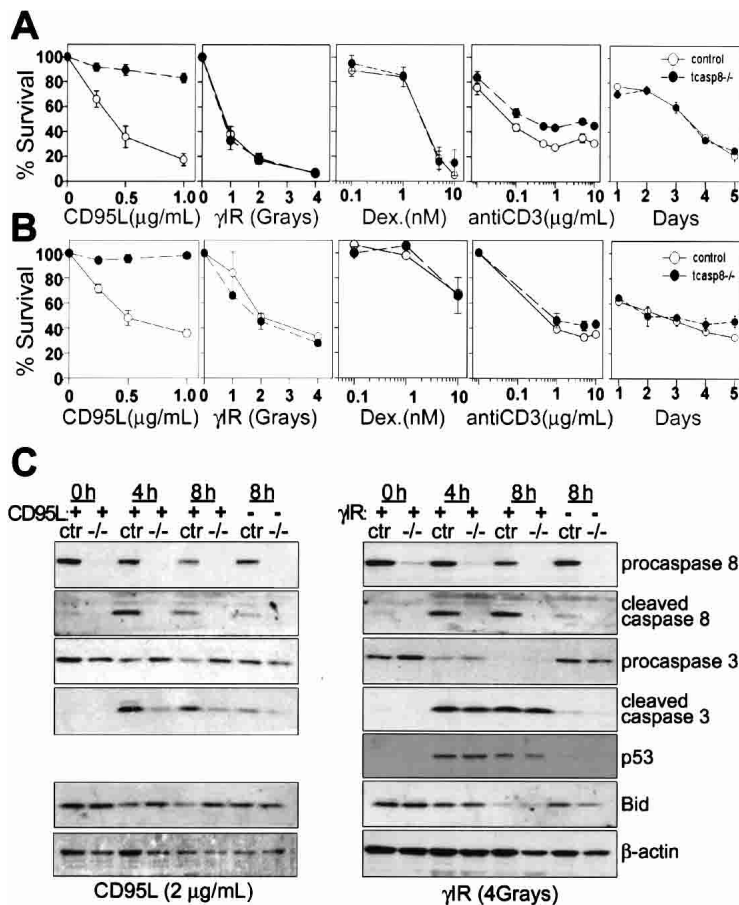 A
% Survival
100
80
60
40
20
0
0 0.5 1.0
CD95L(μg/mL)
0 1 2 4
γIR (Grays)
0.1 1 10
Dex.(nM)
0.1 1 10
antiCD3(μg/mL)
1 2 3 4 5
Days
control
tcasp8-/-
B
% Survival
100
80
60
40
20
0
0 0.5 1.0
CD95L(μg/mL)
0 1 2 4
γIR (Grays)
0.1 1 10
Dex.(nM)
0.1 1 10
antiCD3(μg/mL)
1 2 3 4 5
Days
control
tcasp8-/-
C
0h 4h 8h 8h
CD95L: + + + + + + - -
ctr -/- ctr -/- ctr -/- ctr -/-
CD95L (2 μg/mL)
0h 4h 8h 8h
γIR: + + + + + + - -
ctr -/- ctr -/- ctr -/- ctr -/-
procaspase 8
cleaved
caspase 8
procaspase 3
cleaved
caspase 3
p53
Bid
β-actin
γIR (4Grays)